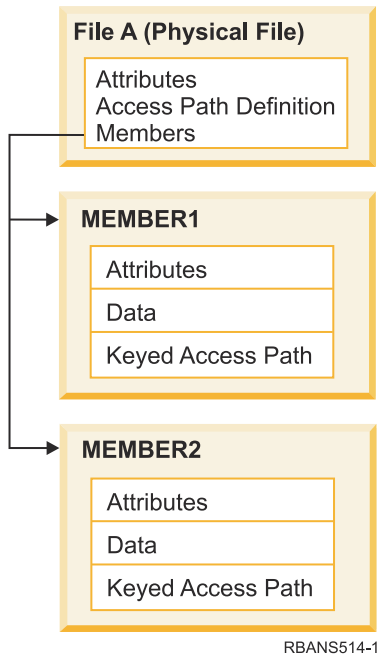 File A (Physical File)
Attributes
Access Path Definition
Members
MEMBER1
Attributes
Data
Keyed Access Path
MEMBER2
Attributes
Data
Keyed Access Path
RBANS514-1